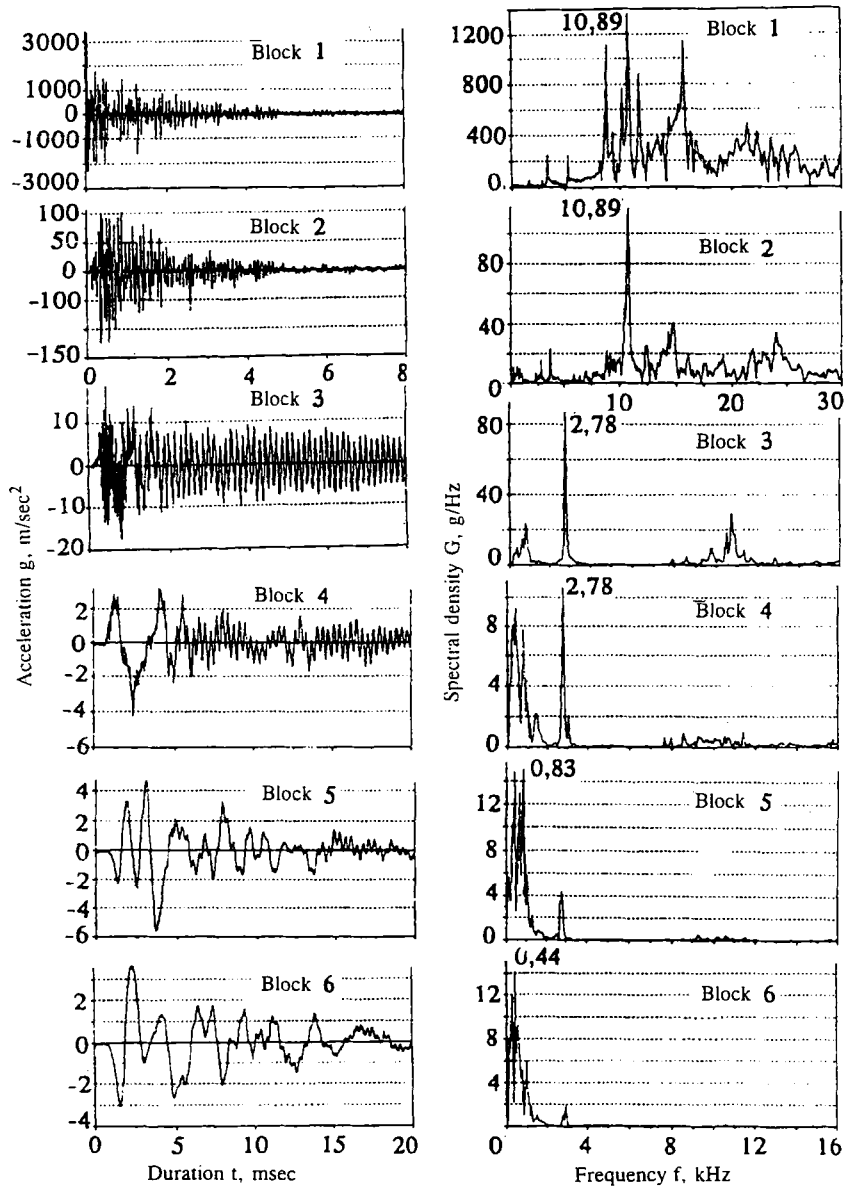 3000
1000
0
-1000
-3000
Block 1
100
50
0
-100
-150
Block 2
0 2 4 6 8
10
0
-10
-20
Block 3
2
0
-2
-4
-6
Block 4
4
2
0
-2
-4
-6
Block 5
2
0
-2
-4
Block 6
0 5 10 15 20
Duration t, msec
Acceleration g, m/sec²
1200
800
400
0
10,89
Block 1
0 10 20 30
80
40
0
10,89
Block 2
0 10 20 30
80
40
0
2,78
Block 3
8
4
0
2,78
Block 4
12
8
4
0
0,83
Block 5
12
8
4
0,44
Block 6
0 4 8 12 16
Frequency f, kHz
Spectral density G, g/Hz